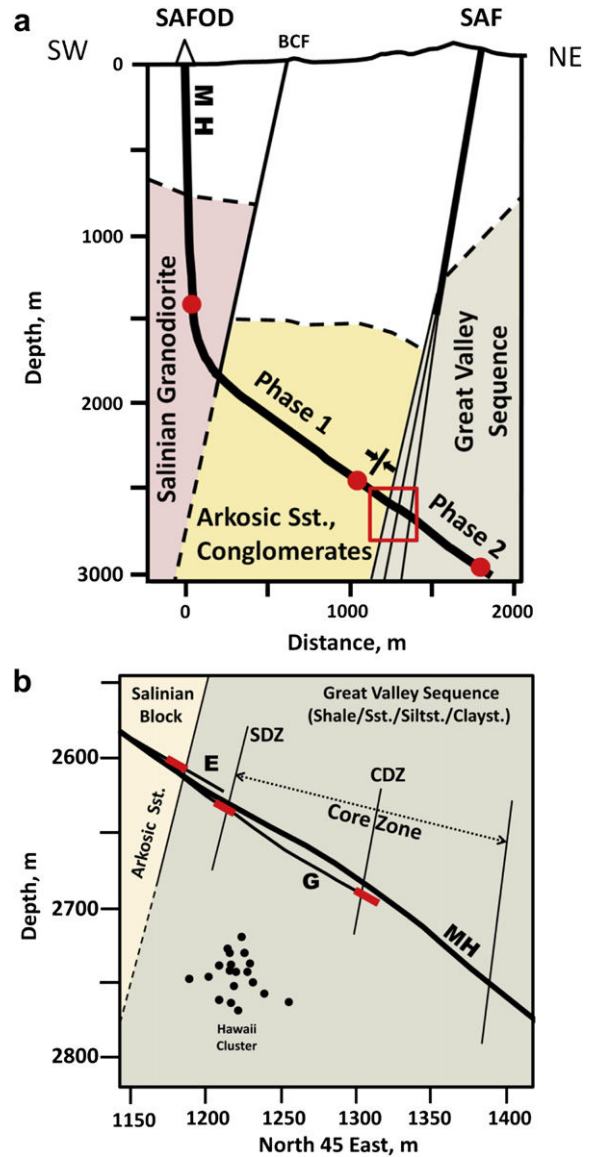 a
SAFOD
SAF
SW
BCF
NE
0
M H
1000
2000
3000
Depth, m
Salinian Granodiorite
Phase 1
Great Valley
Sequence
Arkosic Sst.,
Conglomerates
Phase 2
0
1000
2000
Distance, m
b
Salinian
Block
Great Valley Sequence
(Shale/Sst./Siltst./Clayst.)
SDZ
2600
E
CDZ
Core Zone
Arkosic Sst.
Depth, m
G
2700
MH
Hawaii
Cluster
2800
1150
1200
1250
1300
1350
1400
North 45 East, m